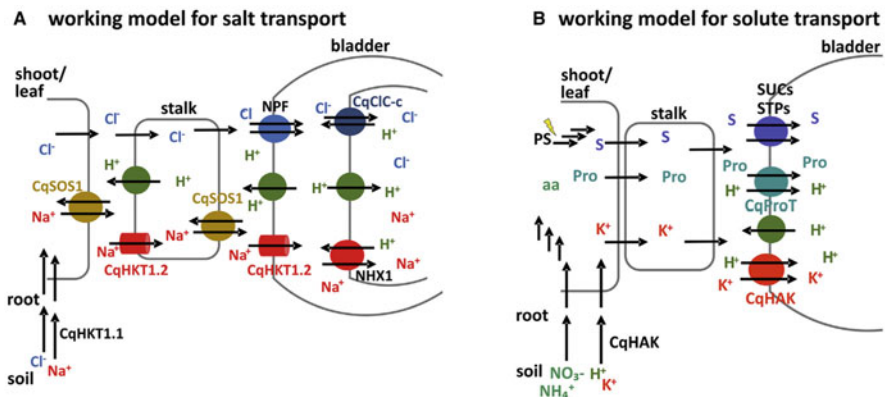 A working model for salt transport
bladder
shoot/
leaf
stalk
NPF
CqClC-c
Cl⁻
Cl⁻
Cl⁻
Cl
Cl⁻
Cl⁻
Cl⁻
H⁺
Cl⁻
H⁺
H⁺
CqSOS1
CqSOS1
H⁺
H⁺
H⁺
Na⁺
Na⁺
Na⁺
Na⁺
Na⁺
Na⁺
H⁺
Na⁺
CqHKT1.2
CqHKT1.2
NHX1
Na⁺
root
CqHKT1.1
Cl⁻
soil
Na⁺
B working model for solute transport
bladder
shoot/
leaf
stalk
SUCs
STPs
PS
S
S
S
S
aa
Pro
Pro
Pro
Pro
H⁺
H⁺
CqProT
K⁺
K⁺
H⁺
H⁺
H⁺
K⁺
K⁺
CqHAK
root
CqHAK
soil
NO₃-
H⁺
NH₄⁺
K⁺